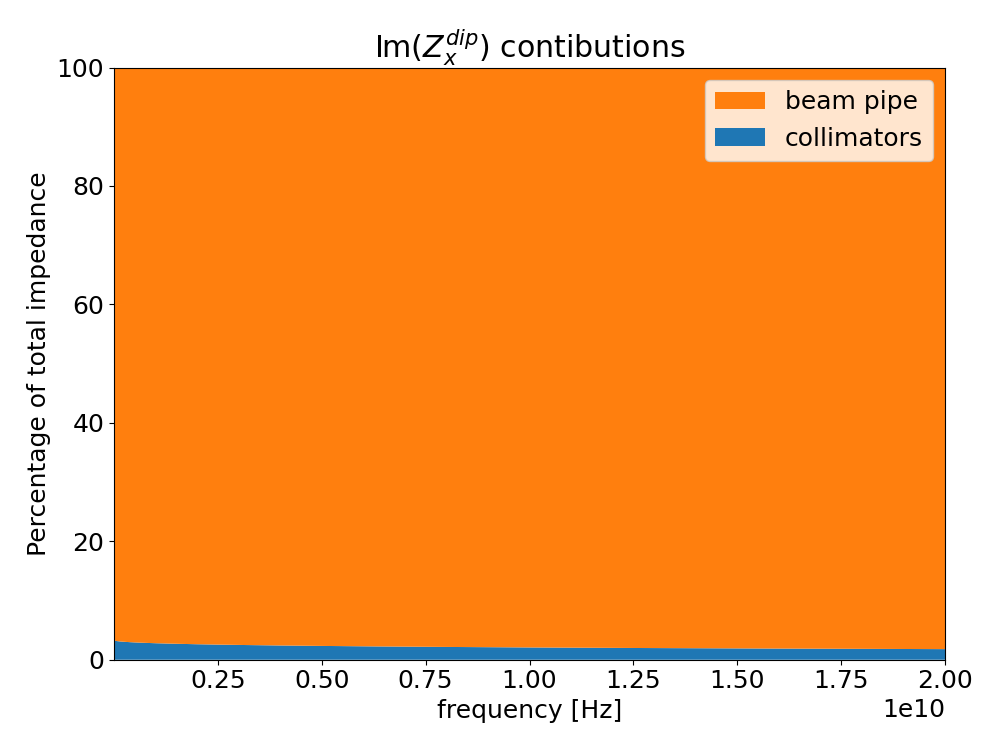 Im(Z_x^{dip}) contibutions
100
80
60
40
20
0
Percentage of total impedance
beam pipe
collimators
0.25 0.50 0.75 1.00 1.25 1.50 1.75 2.00
1e10
frequency [Hz]